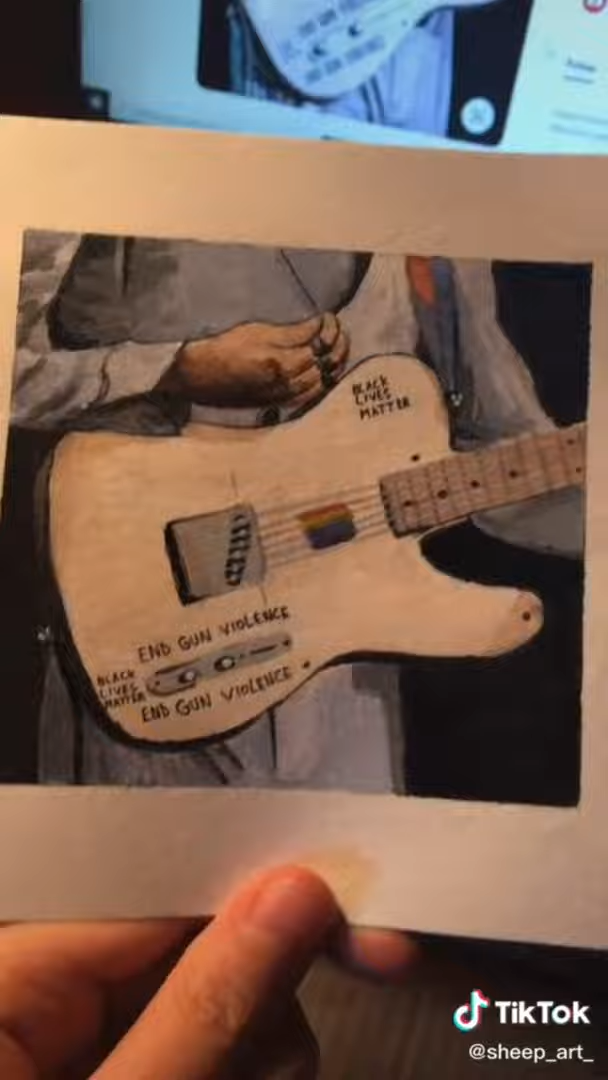 BLACK
LIVES
MATTER
END GUN VIOLENCE
BLACK
LIVES
MATTER
END GUN VIOLENCE
TikTok
@sheep_art_